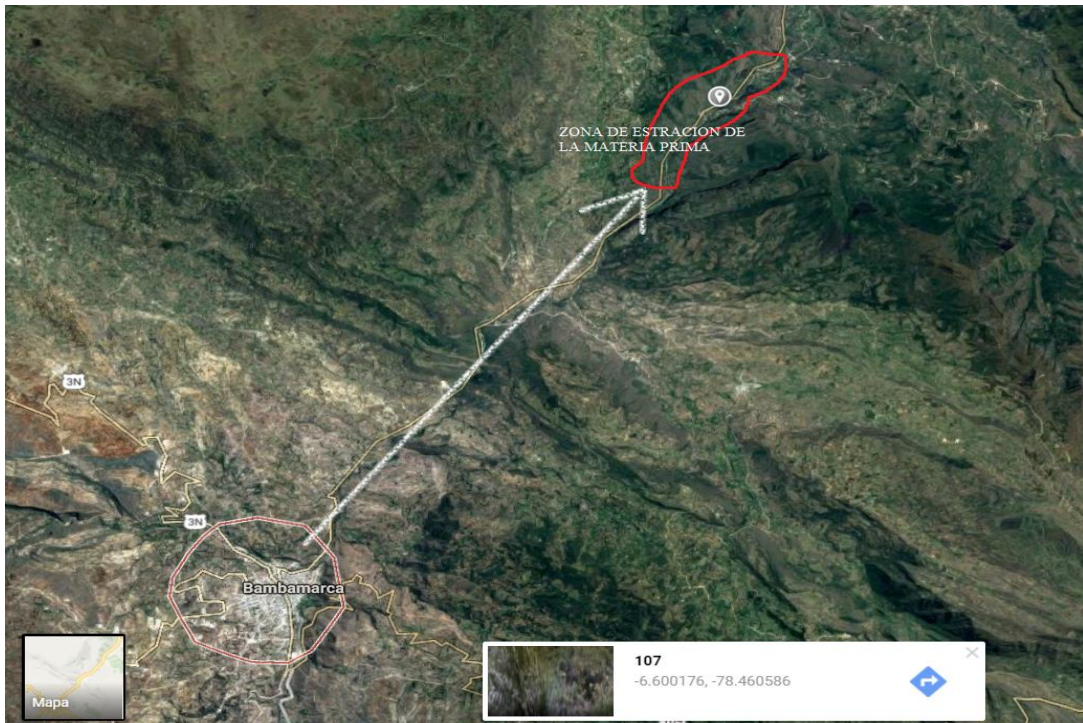 ZONA DE ESTRACION DE
LA MATERIA PRIMA
3N
3N
Bambamarca
Mapa
107
-6.600176, -78.460586